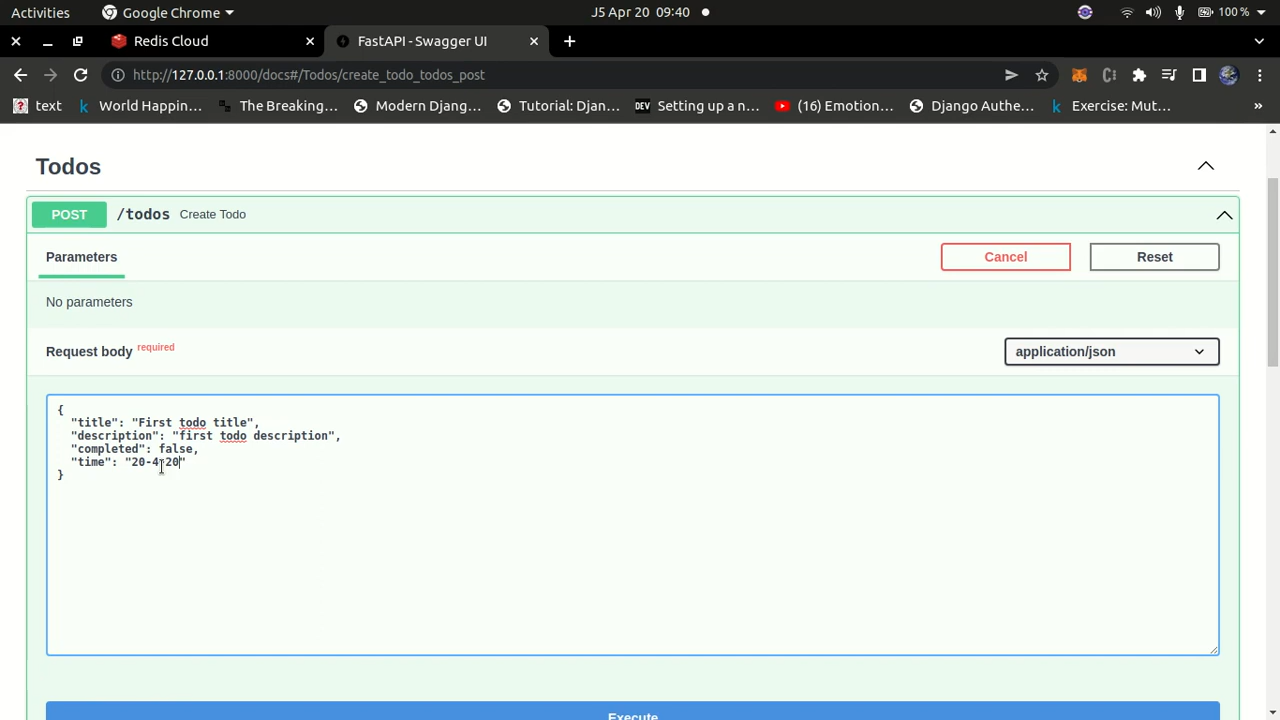 Activities Google Chrome J5 Apr 20 09:40 100 %
Redis Cloud FastAPI - Swagger UI
http://127.0.0.1:8000/docs#/Todos/create_todo_todos_post
text World Happin... The Breaking... Modern Djang... Tutorial: Djan... DEV Setting up a n... (16) Emotion... Django Authe... Exercise: Mut... »
Todos
POST /todos Create Todo
Parameters Cancel Reset
No parameters
Request body required application/json
{
"title": "First todo title",
"description": "first todo description",
"completed": false,
"time": "20-4-20"
}
Execute